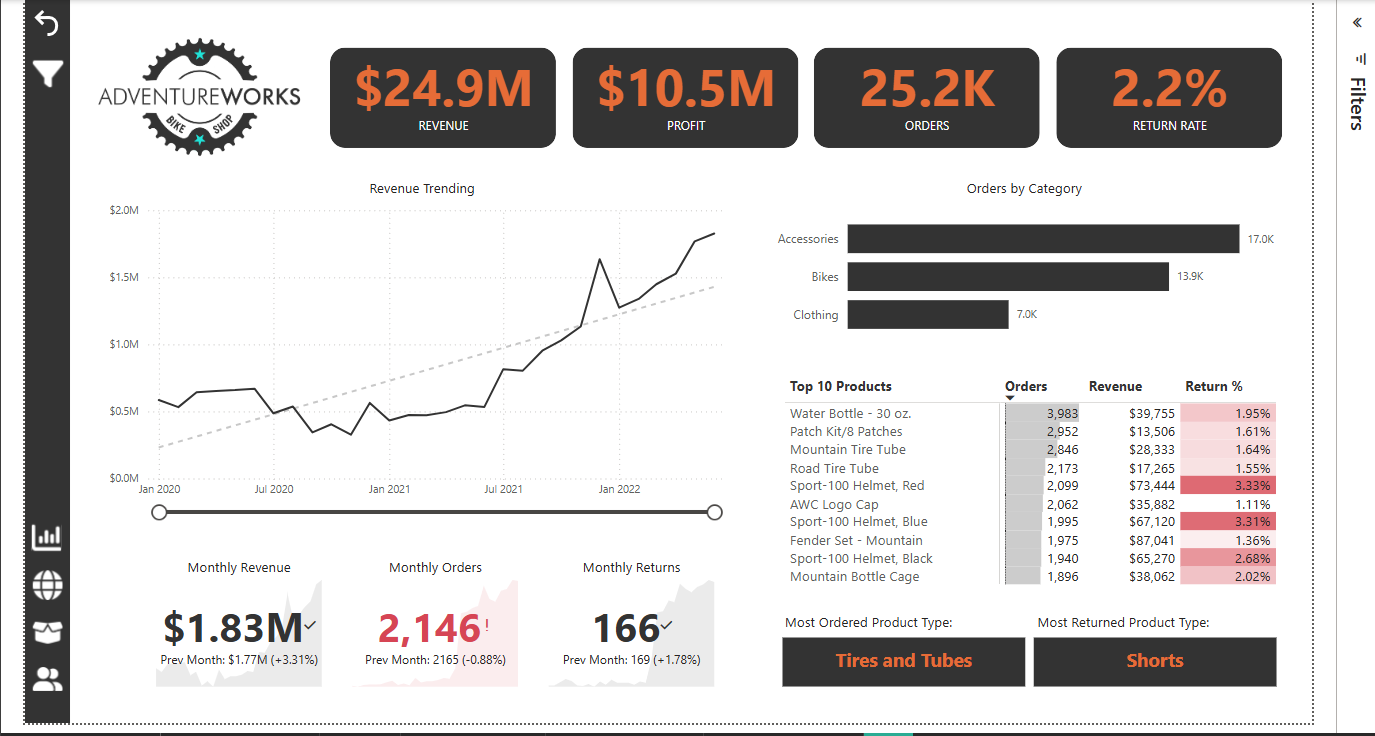 ADVENTUREWORKS
BIKE SHOP
$24.9M
REVENUE
$10.5M
PROFIT
25.2K
ORDERS
2.2%
RETURN RATE
Filters
Revenue Trending
$2.0M
$1.5M
$1.0M
$0.5M
$0.0M
Jan 2020 Jul 2020 Jan 2021 Jul 2021 Jan 2022
Orders by Category
Accessories 17.0K
Bikes 13.9K
Clothing 7.0K
Top 10 Products Orders Revenue Return %
Water Bottle - 30 oz. 3,983 $39,755 1.95%
Patch Kit/8 Patches 2,952 $13,506 1.61%
Mountain Tire Tube 2,846 $28,333 1.64%
Road Tire Tube 2,173 $17,265 1.55%
Sport-100 Helmet, Red 2,099 $73,444 3.33%
AWC Logo Cap 2,062 $35,882 1.11%
Sport-100 Helmet, Blue 1,995 $67,120 3.31%
Fender Set - Mountain 1,975 $87,041 1.36%
Sport-100 Helmet, Black 1,940 $65,270 2.68%
Mountain Bottle Cage 1,896 $38,062 2.02%
Monthly Revenue
$1.83M
Prev Month: $1.77M (+3.31%)
Monthly Orders
2,146!
Prev Month: 2165 (-0.88%)
Monthly Returns
166
Prev Month: 169 (+1.78%)
Most Ordered Product Type:
Tires and Tubes
Most Returned Product Type:
Shorts